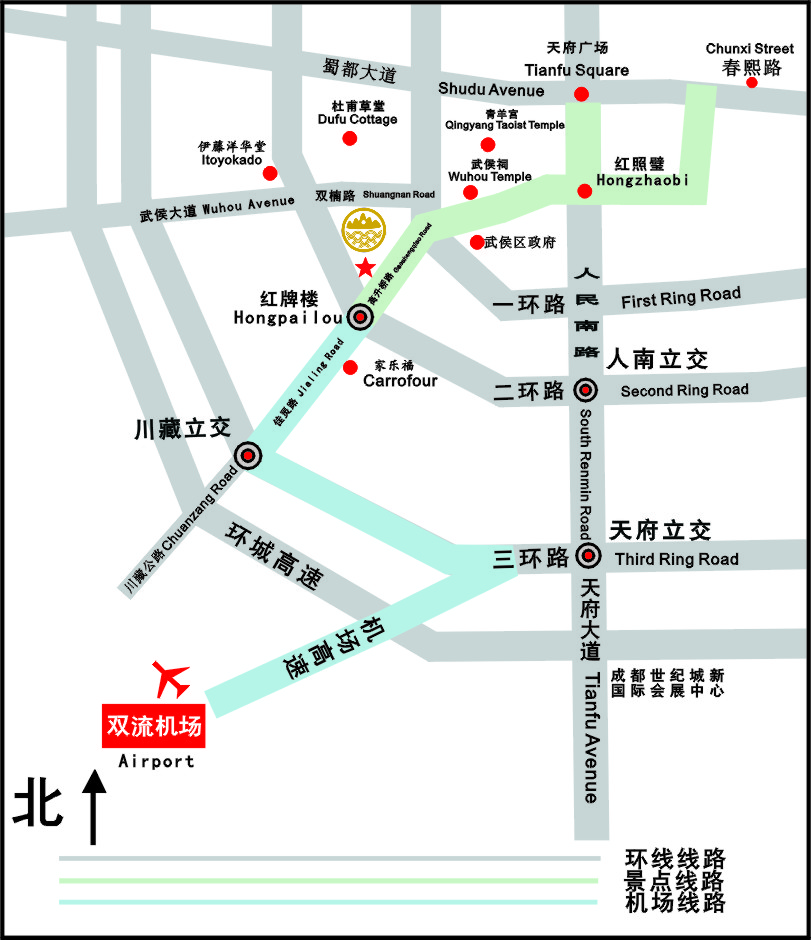 天府广场
Tianfu Square
Chunxi Street
春熙路
蜀都大道
Shudu Avenue
杜甫草堂
Dufu Cottage
青羊宫
Qingyang Taoist Temple
伊藤洋华堂
Itoyokado
武侯祠
Wuhou Temple
红照壁
Hongzhaobi
武侯大道 Wuhou Avenue
双楠路 Shuangnan Road
武侯区政府
高升桥路 Gaoshengqiao Road
人民南路
红牌楼
Hongpailou
一环路
First Ring Road
佳灵路 Jialing Road
家乐福
Carrofour
人南立交
二环路
Second Ring Road
川藏立交
South Renmin Road
川藏公路 Chuanzang Road
环城高速
天府立交
三环路
Third Ring Road
机场高速
天府大道 Tianfu Avenue
成都世纪城新
国际会展中心
双流机场
Airport
北
环线线路
景点线路
机场线路